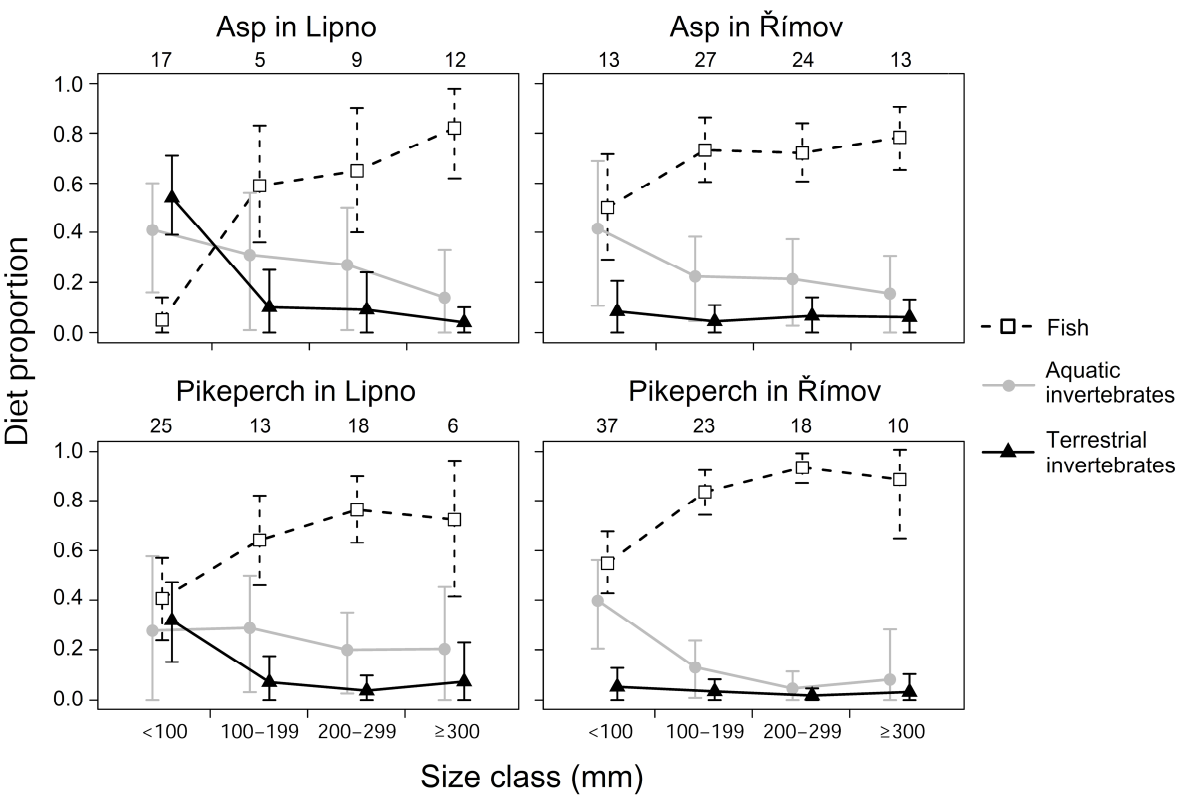 Asp in Lipno
17 5 9 12
Asp in Římov
13 27 24 13
1.0
0.8
0.6
0.4
0.2
0.0
Pikeperch in Lipno
25 13 18 6
Pikeperch in Římov
37 23 18 10
1.0
0.8
0.6
0.4
0.2
0.0
<100 100–199 200–299 ≥300
<100 100–199 200–299 ≥300
Diet proportion
Size class (mm)
Fish
Aquatic
invertebrates
Terrestrial
invertebrates